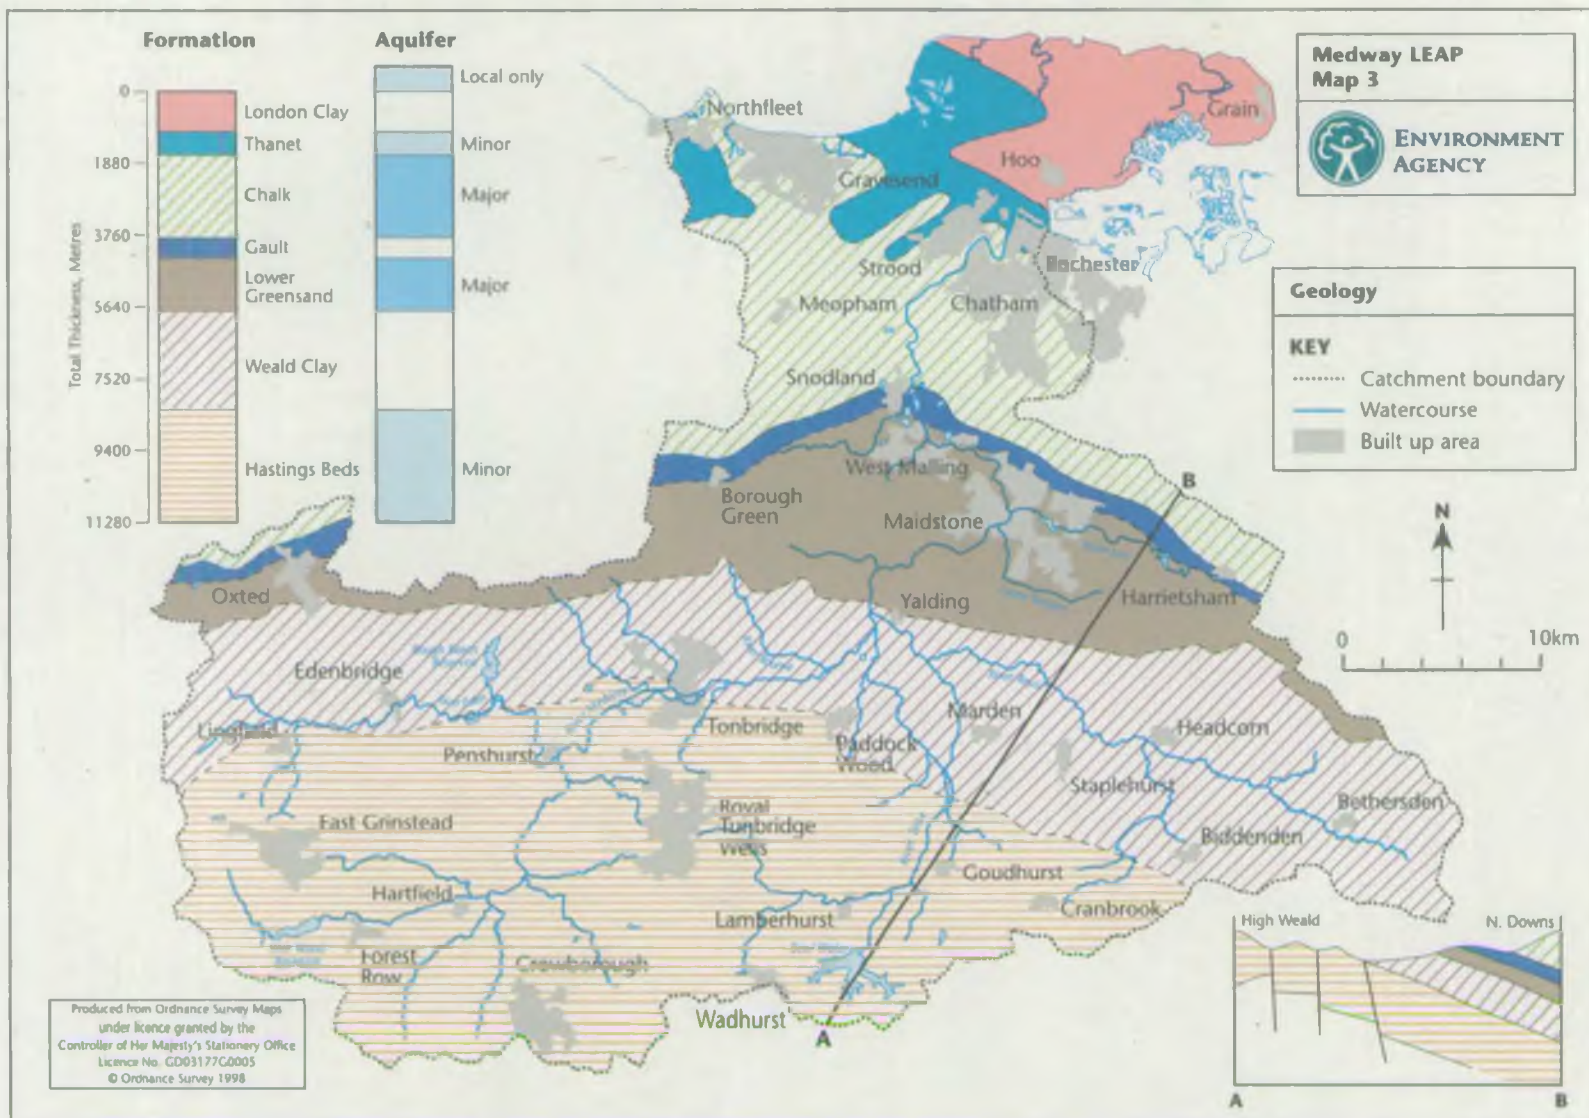 Formation
Aquifer
Total Thickness, Metres
0
1880
3760
5640
7520
9400
11280
London Clay
Thanet
Chalk
Gault
Lower
Greensand
Weald Clay
Hastings Beds
Local only
Minor
Major
Major
Minor
Medway LEAP
Map 3
ENVIRONMENT
AGENCY
Geology
KEY
Catchment boundary
Watercourse
Built up area
N
0
10km
Northfleet
Grain
Hoo
Gravesend
Strood
Rochester
Meopham
Chatham
Snodland
West Malling
B
Borough
Green
Maidstone
Oxted
Yalding
Harrietsham
Edenbridge
Lingfield
Penshurst
Tonbridge
Marden
Headcorn
Paddock
Wood
Staplehurst
Bethersden
East Grinstead
Royal
Tunbridge
Wells
Biddenden
Goudhurst
Hartfield
Lamberhurst
Cranbrook
Forest
Row
Crowborough
Wadhurst
A
High Weald
N. Downs
A
B
Produced from Ordnance Survey Maps
under licence granted by the
Controller of Her Majesty's Stationery Office
Licence No. GD03177G0005
© Ordnance Survey 1998